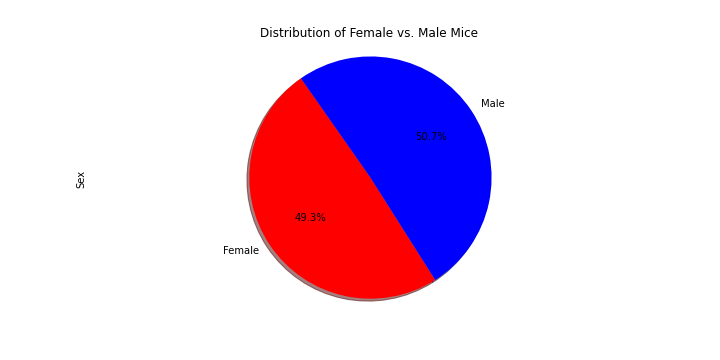 Distribution of Female vs. Male Mice
Male
50.7%
Sex
49.3%
Female